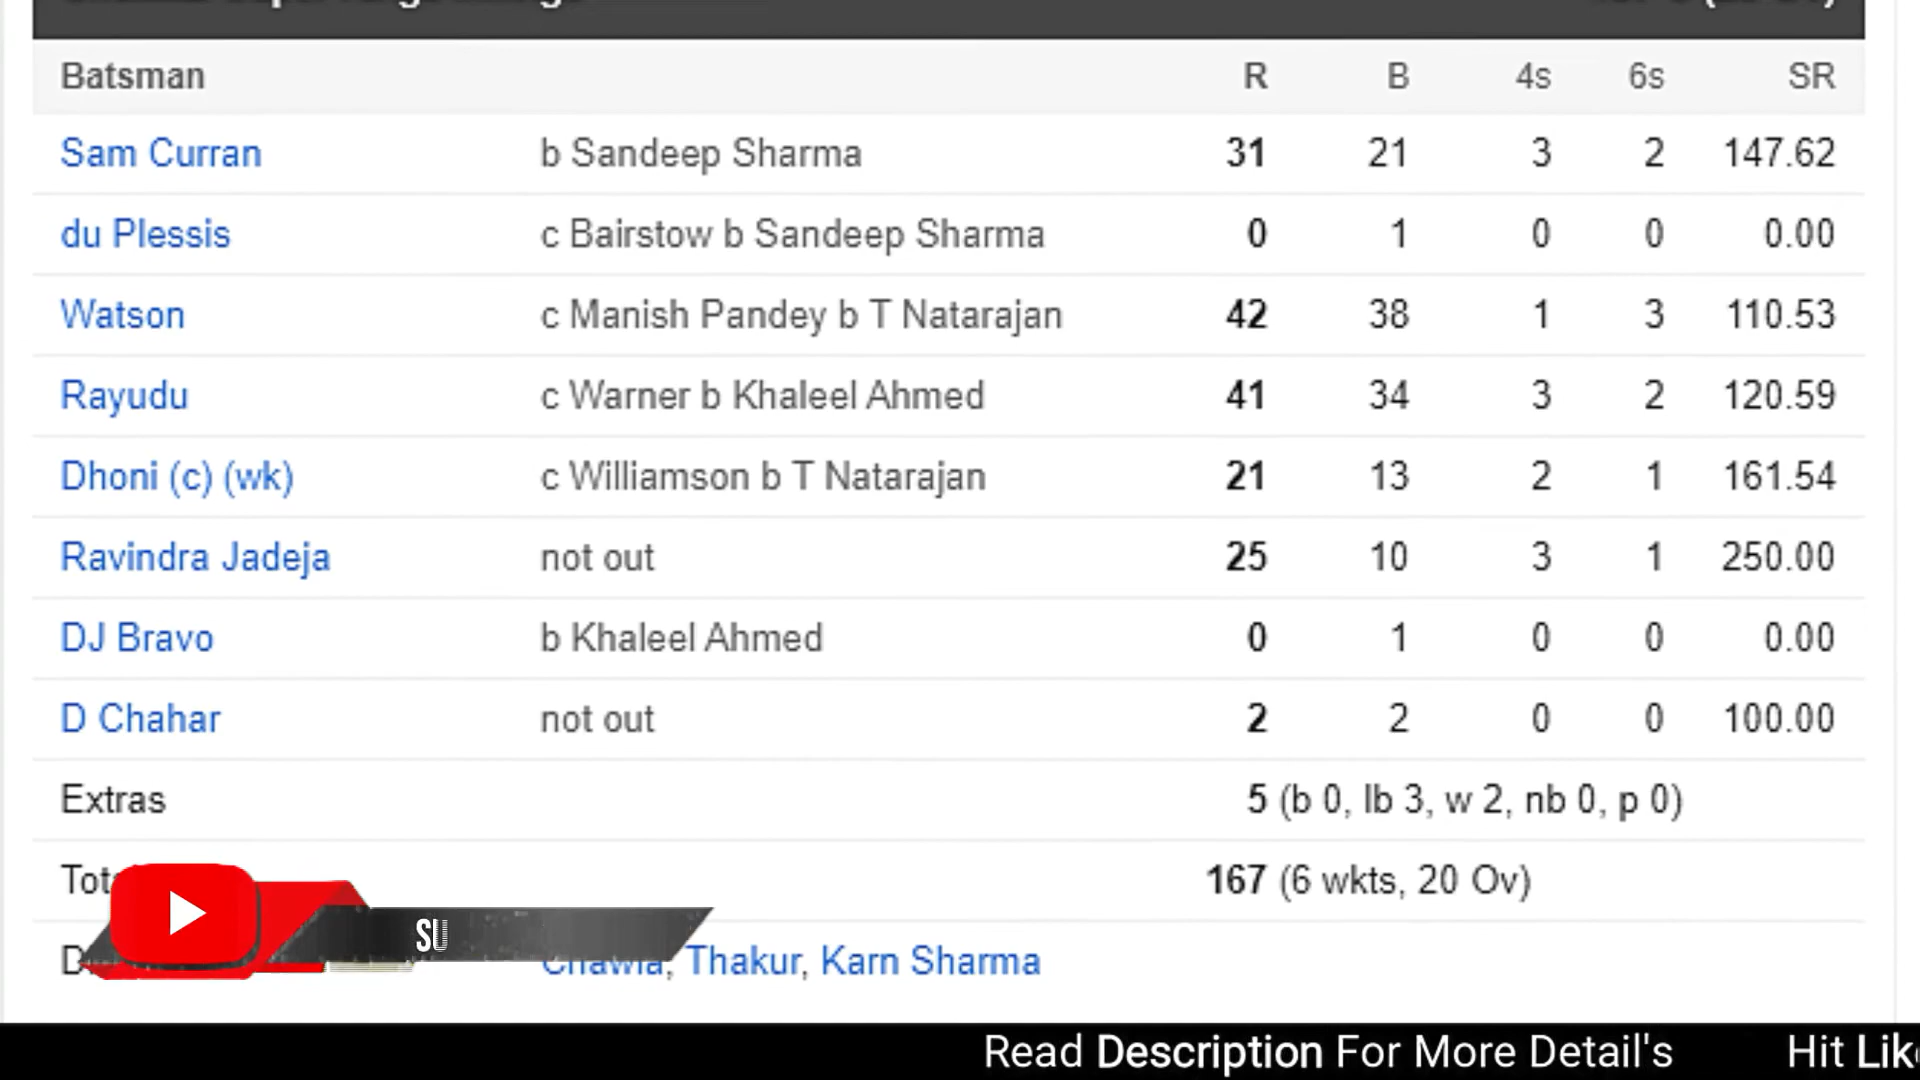 Batsman R B 4s 6s SR
Sam Curran b Sandeep Sharma 31 21 3 2 147.62
du Plessis c Bairstow b Sandeep Sharma 0 1 0 0 0.00
Watson c Manish Pandey b T Natarajan 42 38 1 3 110.53
Rayudu c Warner b Khaleel Ahmed 41 34 3 2 120.59
Dhoni (c) (wk) c Williamson b T Natarajan 21 13 2 1 161.54
Ravindra Jadeja not out 25 10 3 1 250.00
DJ Bravo b Khaleel Ahmed 0 1 0 0 0.00
D Chahar not out 2 2 0 0 100.00
Extras 5 (b 0, lb 3, w 2, nb 0, p 0)
167 (6 wkts, 20 Ov)
SU
Chawla, Thakur, Karn Sharma
Read Description For More Detail's Hit Lik